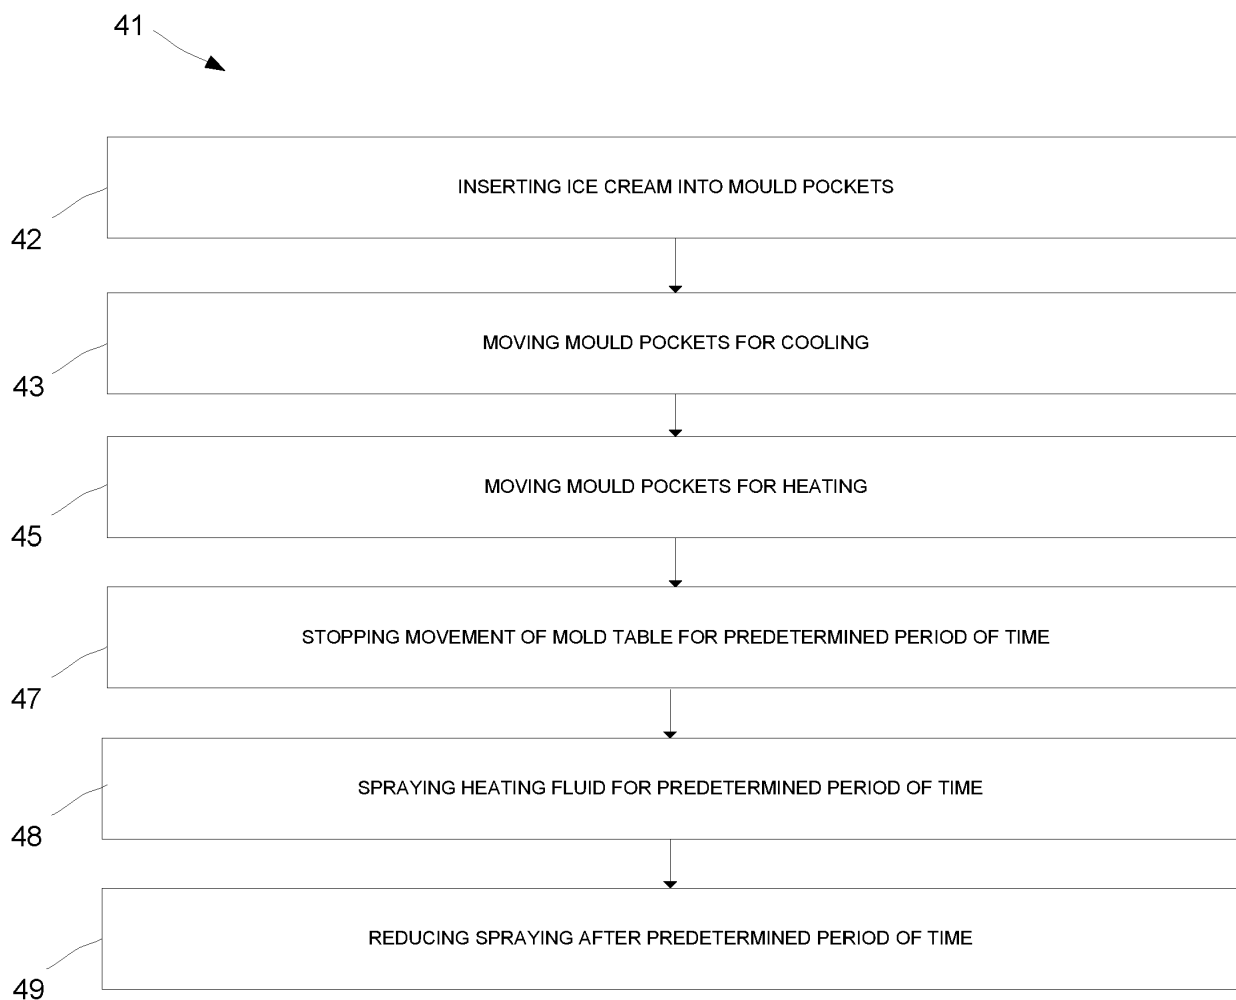 41
INSERTING ICE CREAM INTO MOULD POCKETS
42
MOVING MOULD POCKETS FOR COOLING
43
MOVING MOULD POCKETS FOR HEATING
45
STOPPING MOVEMENT OF MOLD TABLE FOR PREDETERMINED PERIOD OF TIME
47
SPRAYING HEATING FLUID FOR PREDETERMINED PERIOD OF TIME
48
REDUCING SPRAYING AFTER PREDETERMINED PERIOD OF TIME
49